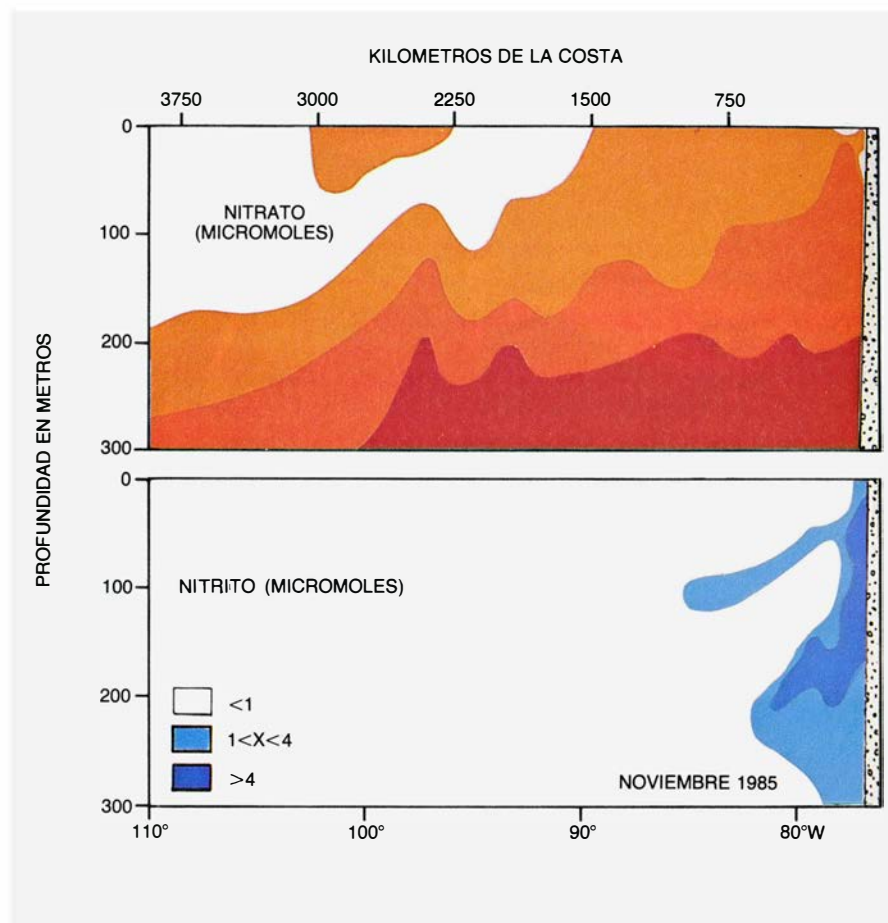 KILOMETROS DE LA COSTA
3750 3000 2250 1500 750
0
NITRATO
(MICROMOLES)
100
200
300
PROFUNDIDAD EN METROS
0
NITRITO (MICROMOLES)
100
200
<1
1<X<4
>4
NOVIEMBRE 1985
300
110° 100° 90° 80°W